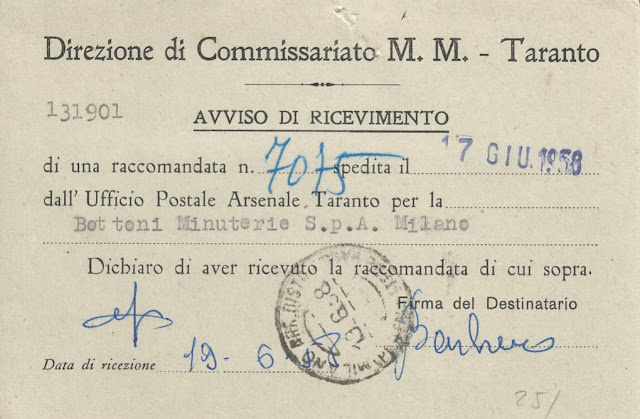 Direzione di Commissariato M. M. - Taranto
131901
AVVISO DI RICEVIMENTO
di una raccomandata n. 7075 spedita il 17 GIU. 1958
dall' Ufficio Postale Arsenale Taranto per la
Bottoni Minuterie S.p.A. Milano
Dichiaro di aver ricevuto la raccomandata di cui sopra.
Firma del Destinatario
Data di ricezione 19-6-58
MILANO
25/